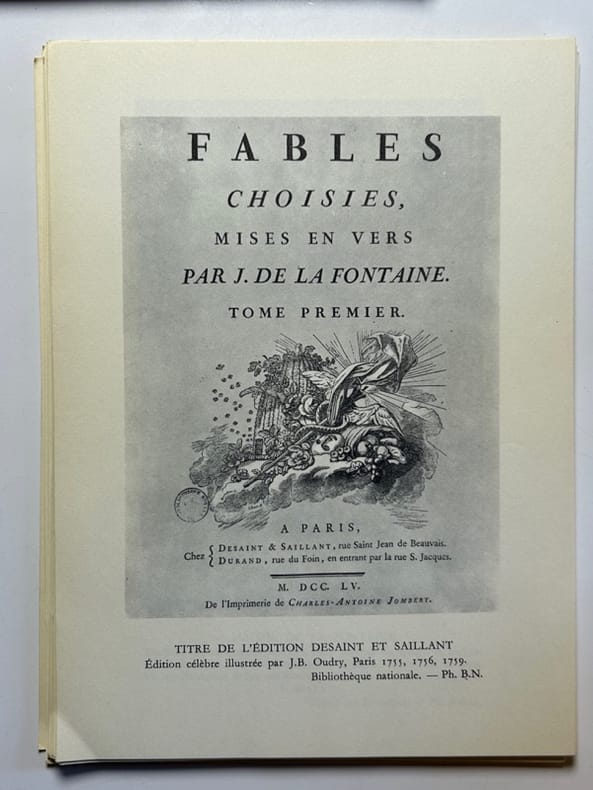 FABLES
CHOISIES,
MISES EN VERS
PAR J. DE LA FONTAINE.
TOME PREMIER.
A PARIS,
Chez { DESAINT & SAILLANT, rue Saint Jean de Beauvais.
DURAND, rue du Foin, en entrant par la rue S. Jacques.
M. DCC. LV.
De l'Imprimerie de CHARLES-ANTOINE JOMBERT.
TITRE DE L'ÉDITION DESAINT ET SAILLANT
Édition célèbre illustrée par J.B. Oudry, Paris 1755, 1756, 1759.
Bibliothèque nationale. — Ph. B.N.